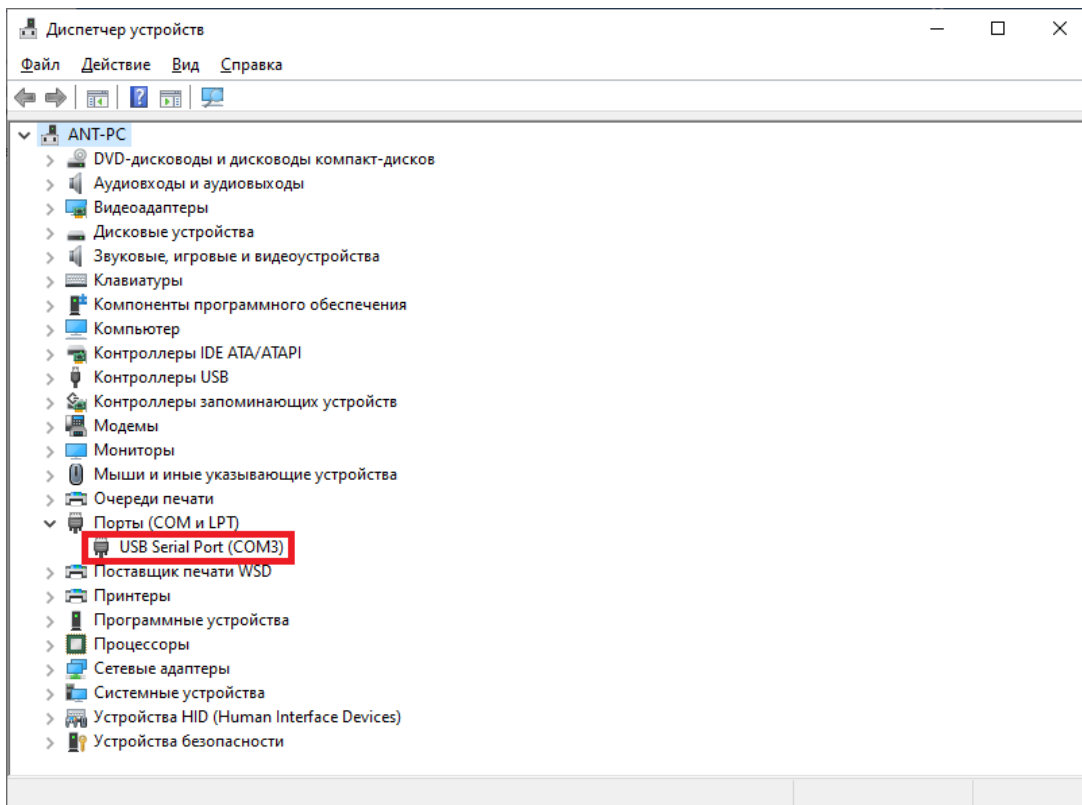 Диспетчер устройств
Файл Действие Вид Справка
ANT-PC
DVD-дисководы и дисководы компакт-дисков
Аудиовходы и аудиовыходы
Видеоадаптеры
Дисковые устройства
Звуковые, игровые и видеоустройства
Клавиатуры
Компоненты программного обеспечения
Компьютер
Контроллеры IDE ATA/ATAPI
Контроллеры USB
Контроллеры запоминающих устройств
Модемы
Мониторы
Мыши и иные указывающие устройства
Очереди печати
Порты (COM и LPT)
USB Serial Port (COM3)
Поставщик печати WSD
Принтеры
Программные устройства
Процессоры
Сетевые адаптеры
Системные устройства
Устройства HID (Human Interface Devices)
Устройства безопасности